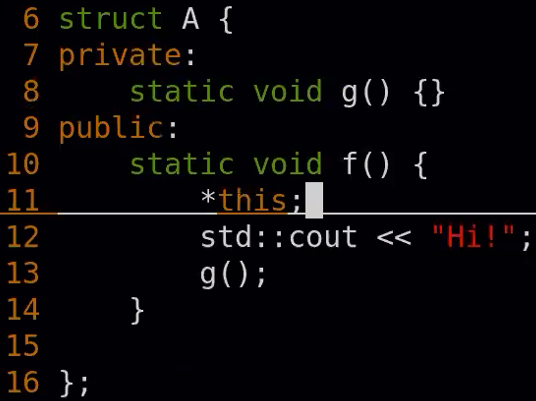 6 struct A {
7 private:
8     static void g() {}
9 public:
10     static void f() {
11         *this;
12         std::cout << "Hi!";
13         g();
14     }
15
16 };